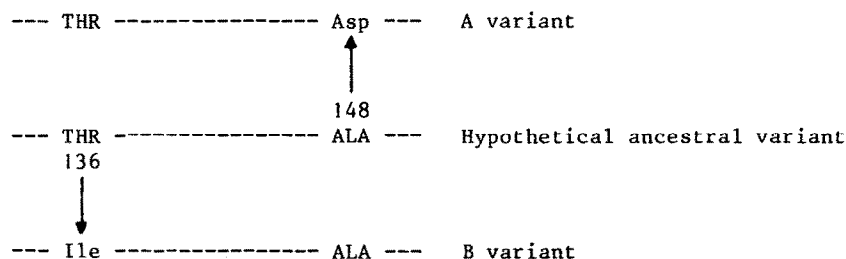 --- THR ---------------- Asp --- A variant
148
--- THR ---------------- ALA --- Hypothetical ancestral variant
136
--- Ile ---------------- ALA --- B variant